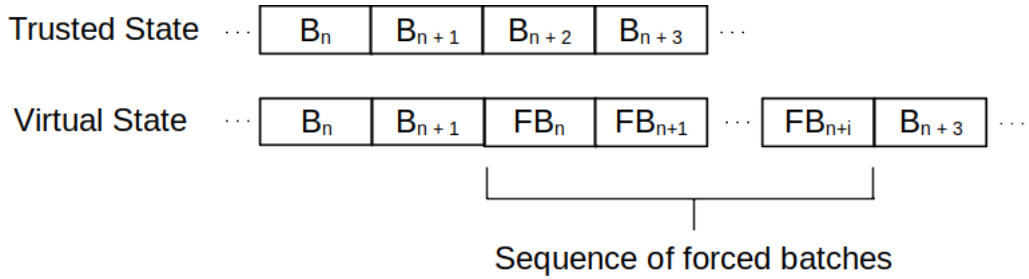 Trusted State ... Bn Bn + 1 Bn + 2 Bn + 3 ...
Virtual State ... Bn Bn + 1 FBn FBn+1 ... FBn+i Bn + 3 ...
Sequence of forced batches